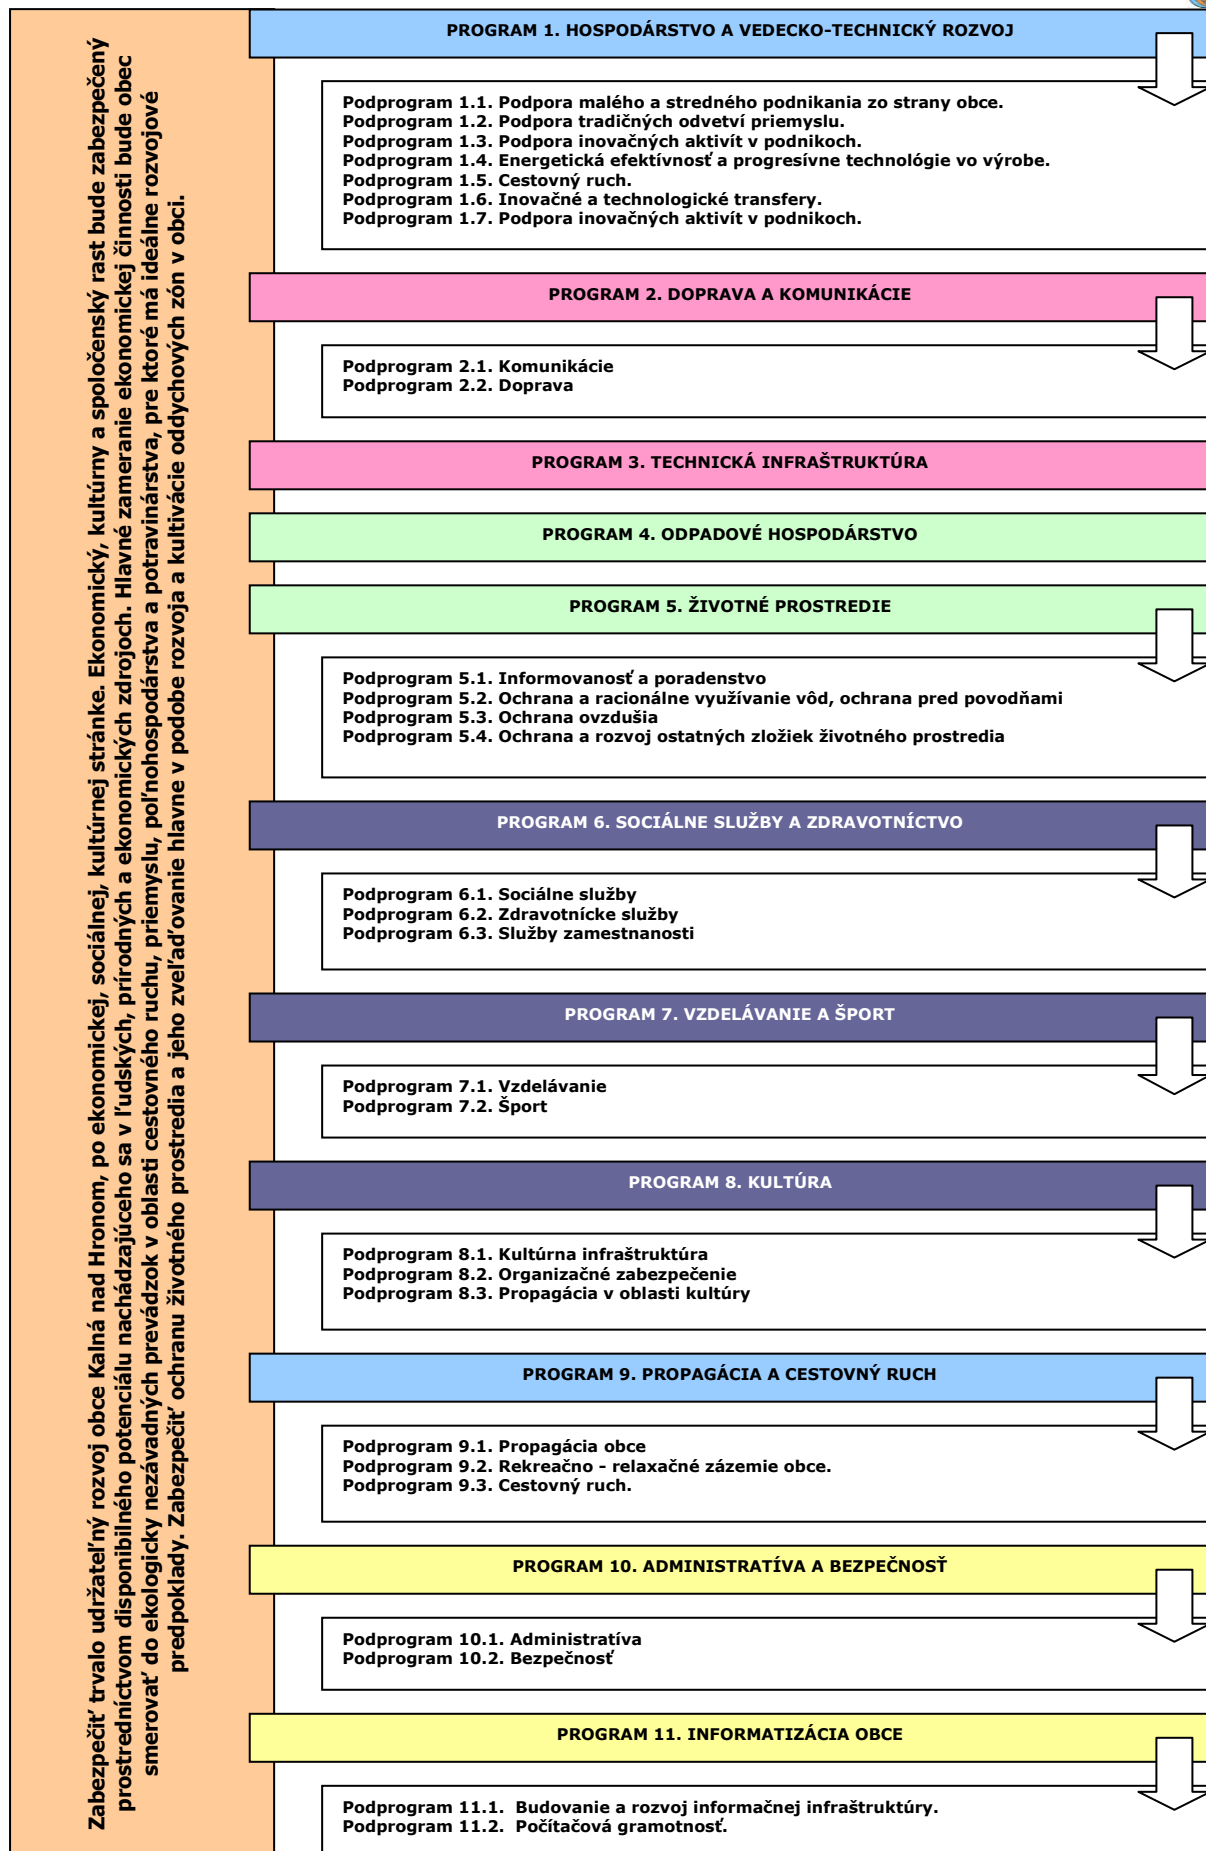 Zabezpečiť trvalo udržateľný rozvoj obce Kalná nad Hronom, po ekonomickej, sociálnej, kultúrnej stránke. Ekonomický, kultúrny a spoločenský rast bude zabezpečený
prostredníctvom disponibilného potenciálu nachádzajúceho sa v ľudských, prírodných a ekonomických zdrojoch. Hlavné zameranie ekonomickej činnosti bude obec
smerovať do ekologicky nezávadných prevádzok v oblasti cestovného ruchu, priemyslu, poľnohospodárstva a potravinárstva, pre ktoré má ideálne rozvojové
predpoklady. Zabezpečiť ochranu životného prostredia a jeho zveľaďovanie hlavne v podobe rozvoja a kultivácie oddychových zón v obci.
PROGRAM 1. HOSPODÁRSTVO A VEDECKO-TECHNICKÝ ROZVOJ
Podprogram 1.1. Podpora malého a stredného podnikania zo strany obce.
Podprogram 1.2. Podpora tradičných odvetví priemyslu.
Podprogram 1.3. Podpora inovačných aktivít v podnikoch.
Podprogram 1.4. Energetická efektívnosť a progresívne technológie vo výrobe.
Podprogram 1.5. Cestovný ruch.
Podprogram 1.6. Inovačné a technologické transfery.
Podprogram 1.7. Podpora inovačných aktivít v podnikoch.
PROGRAM 2. DOPRAVA A KOMUNIKÁCIE
Podprogram 2.1. Komunikácie
Podprogram 2.2. Doprava
PROGRAM 3. TECHNICKÁ INFRAŠTRUKTÚRA
PROGRAM 4. ODPADOVÉ HOSPODÁRSTVO
PROGRAM 5. ŽIVOTNÉ PROSTREDIE
Podprogram 5.1. Informovanosť a poradenstvo
Podprogram 5.2. Ochrana a racionálne využívanie vôd, ochrana pred povodňami
Podprogram 5.3. Ochrana ovzdušia
Podprogram 5.4. Ochrana a rozvoj ostatných zložiek životného prostredia
PROGRAM 6. SOCIÁLNE SLUŽBY A ZDRAVOTNÍCTVO
Podprogram 6.1. Sociálne služby
Podprogram 6.2. Zdravotnícke služby
Podprogram 6.3. Služby zamestnanosti
PROGRAM 7. VZDELÁVANIE A ŠPORT
Podprogram 7.1. Vzdelávanie
Podprogram 7.2. Šport
PROGRAM 8. KULTÚRA
Podprogram 8.1. Kultúrna infraštruktúra
Podprogram 8.2. Organizačné zabezpečenie
Podprogram 8.3. Propagácia v oblasti kultúry
PROGRAM 9. PROPAGÁCIA A CESTOVNÝ RUCH
Podprogram 9.1. Propagácia obce
Podprogram 9.2. Rekreačno - relaxačné zázemie obce.
Podprogram 9.3. Cestovný ruch.
PROGRAM 10. ADMINISTRATÍVA A BEZPEČNOSŤ
Podprogram 10.1. Administratíva
Podprogram 10.2. Bezpečnosť
PROGRAM 11. INFORMATIZÁCIA OBCE
Podprogram 11.1. Budovanie a rozvoj informačnej infraštruktúry.
Podprogram 11.2. Počítačová gramotnosť.